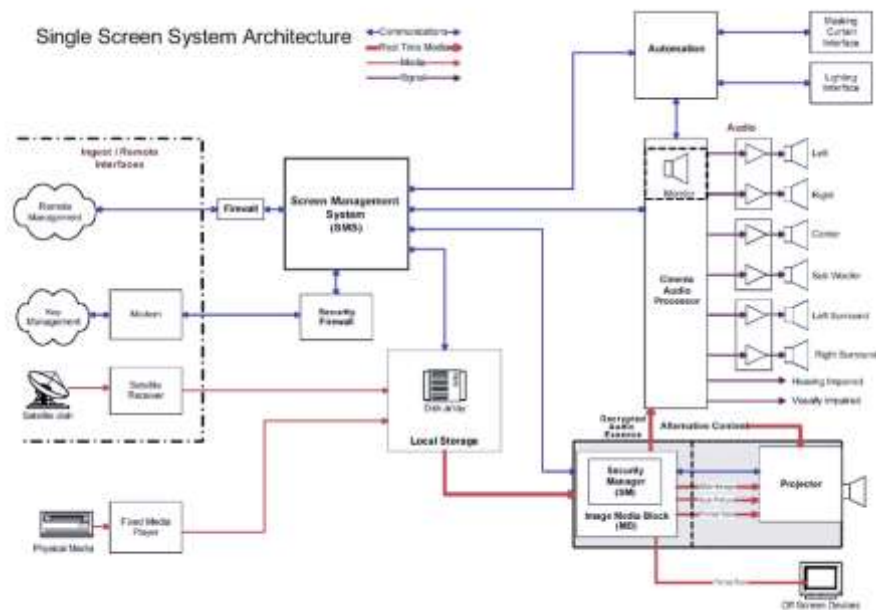 Single Screen System Architecture
Communications
Real Time Media
Media
Signal
Automation
Masking
Curtain
Interface
Lighting
Interface
Ingest / Remote
Interfaces
Remote
Management
Firewall
Screen Management
System
(SMS)
Key
Management
Modem
Security
Firewall
Satellite dish
Satellite
Receiver
Disk Array
Local Storage
Physical Media
Fixed Media
Player
Audio
Monitor
Cinema
Audio
Processor
Left
Right
Center
Sub Woofer
Left Surround
Right Surround
Hearing Impaired
Visually Impaired
Decrypted
Audio
Essence
Alternative Content
Security
Manager
(SM)
Image Media Block
(MB)
Projector
Off Screen Devices